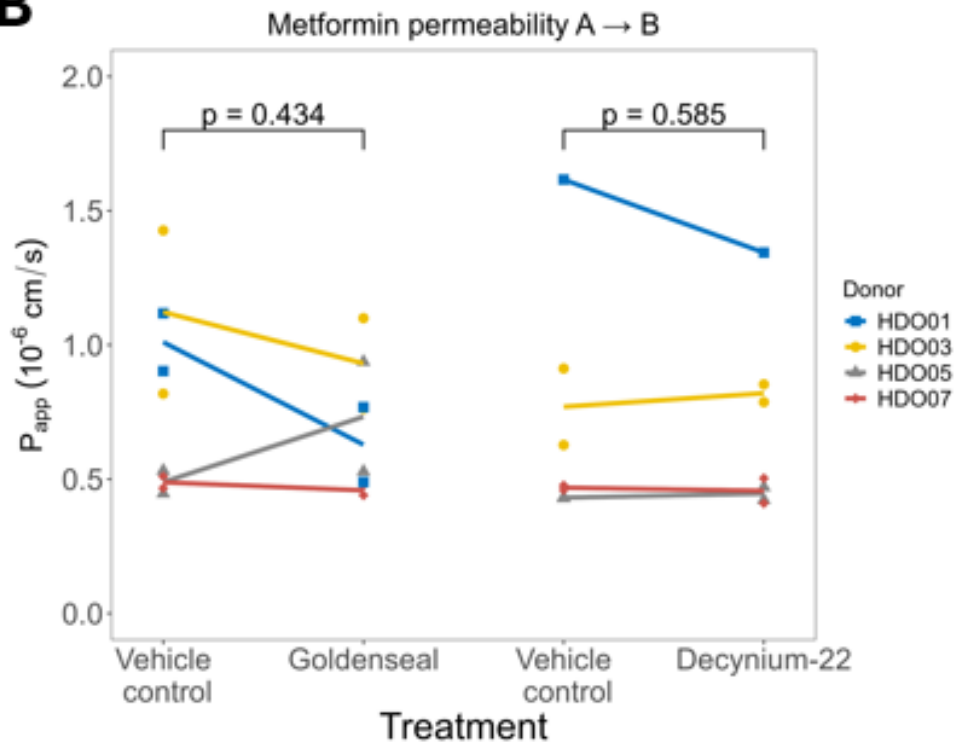 B
Metformin permeability A → B
2.0
1.5
1.0
0.5
0.0
Papp (10-6 cm/s)
p = 0.434
p = 0.585
Donor
HDO01
HDO03
HDO05
HDO07
Vehicle control
Goldenseal
Vehicle control
Decynium-22
Treatment